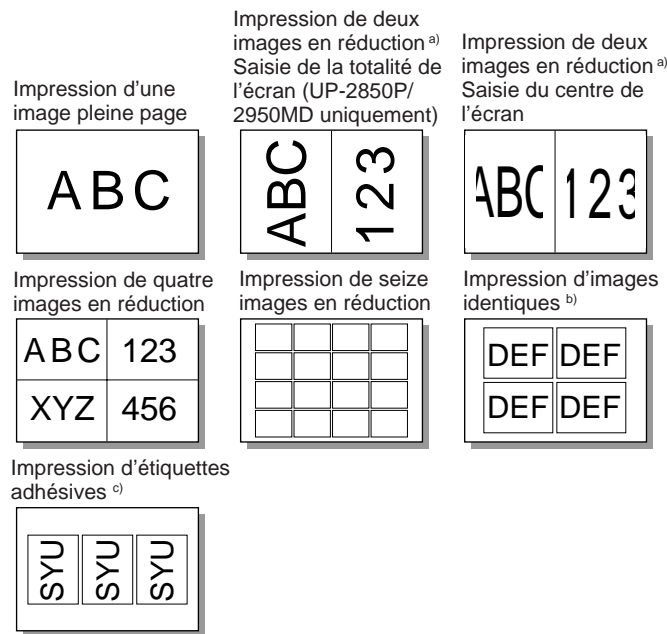 Impression d’une
image pleine page
ABC
Impression de deux
images en réduction a)
Saisie de la totalité de
l’écran (UP-2850P/
2950MD uniquement)
ABC
123
Impression de deux
images en réduction a)
Saisie du centre de
l’écran
ABC 123
Impression de quatre
images en réduction
ABC 123
XYZ 456
Impression de seize
images en réduction
Impression d’images
identiques b)
DEF DEF
DEF DEF
Impression d’étiquettes
adhésives c)
SYU SYU SYU